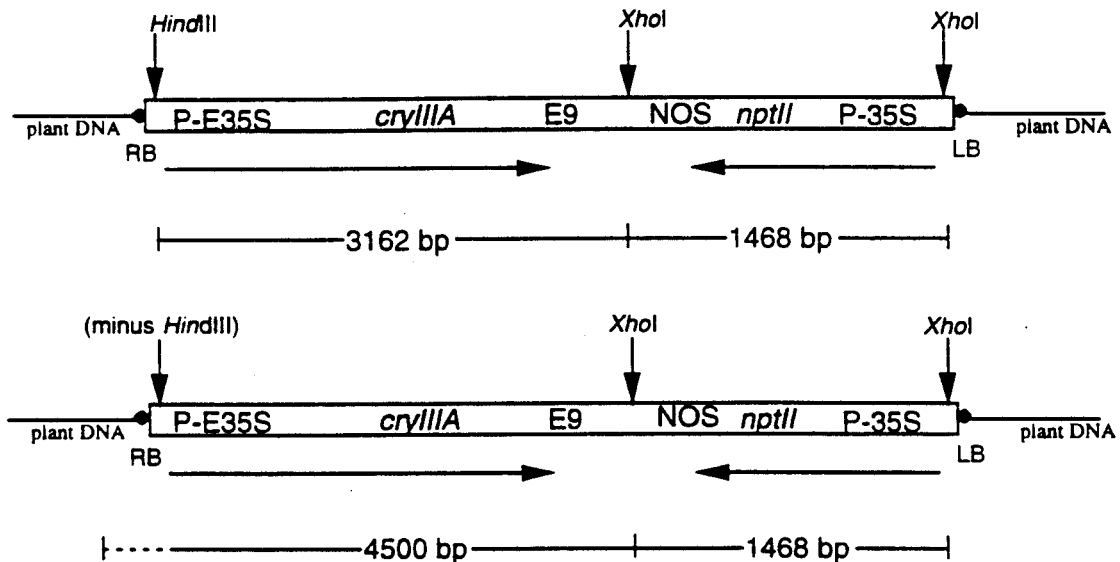 HindIII XhoI XhoI
P-E35S cryIIIA E9 NOS nptII P-35S
plant DNA plant DNA
RB LB
3162 bp 1468 bp
(minus HindIII) XhoI XhoI
P-E35S cryIIIA E9 NOS nptII P-35S
plant DNA plant DNA
RB LB
4500 bp 1468 bp